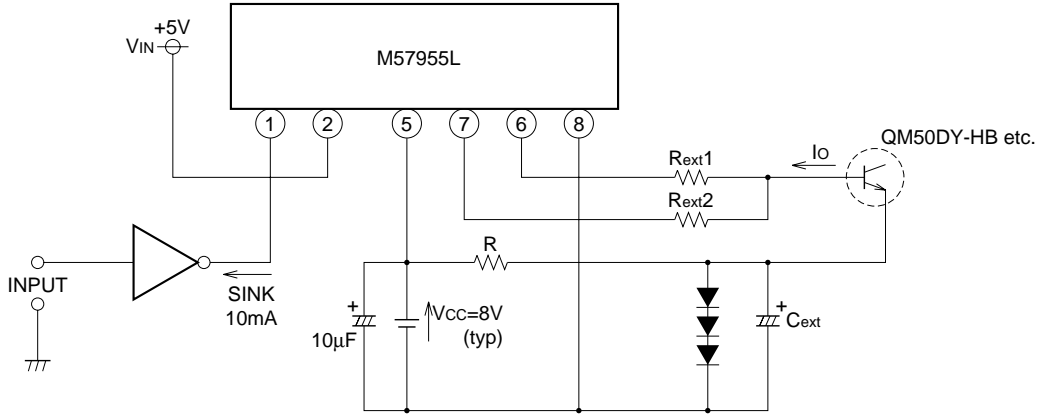 +5V
VIN
M57955L
1 2 5 7 6 8
QM50DY-HB etc.
IO
Rext1
Rext2
R
INPUT
SINK
10mA
+
10μF
VCC=8V
(typ)
+
Cext